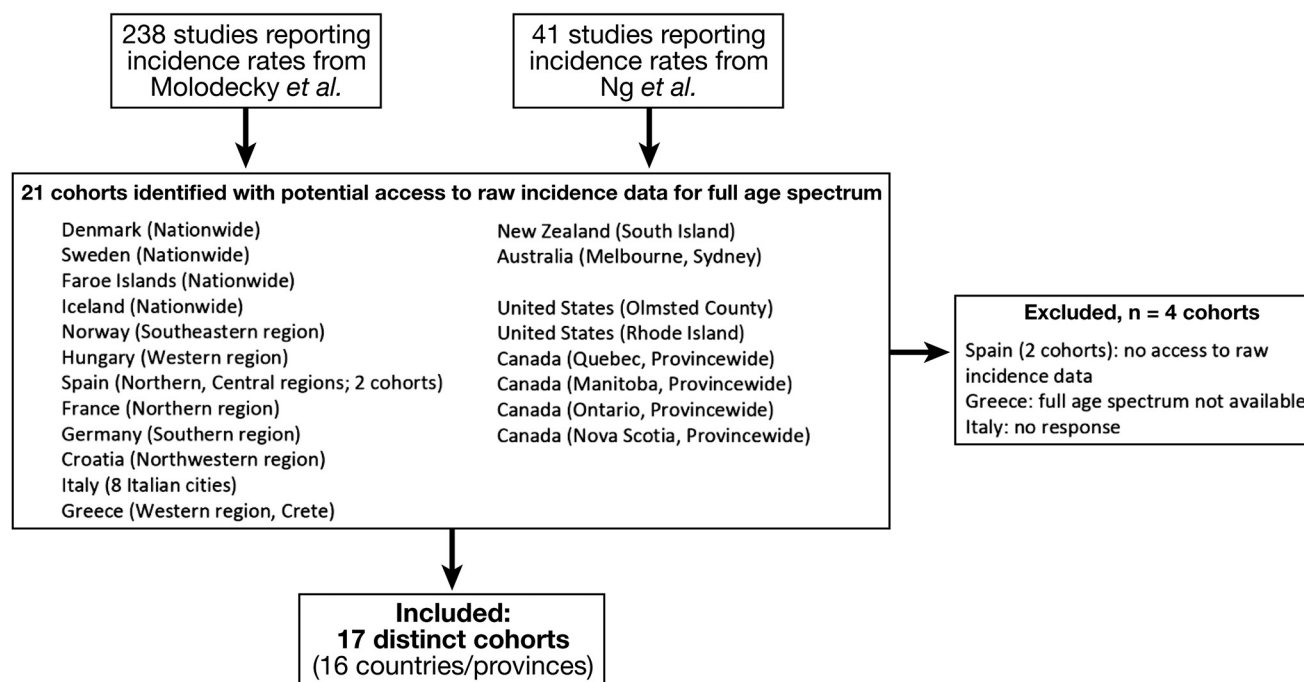 238 studies reporting
incidence rates from
Molodecky et al.
41 studies reporting
incidence rates from
Ng et al.
21 cohorts identified with potential access to raw incidence data for full age spectrum
Denmark (Nationwide)
Sweden (Nationwide)
Faroe Islands (Nationwide)
Iceland (Nationwide)
Norway (Southeastern region)
Hungary (Western region)
Spain (Northern, Central regions; 2 cohorts)
France (Northern region)
Germany (Southern region)
Croatia (Northwestern region)
Italy (8 Italian cities)
Greece (Western region, Crete)
New Zealand (South Island)
Australia (Melbourne, Sydney)
United States (Olmsted County)
United States (Rhode Island)
Canada (Quebec, Provincewide)
Canada (Manitoba, Provincewide)
Canada (Ontario, Provincewide)
Canada (Nova Scotia, Provincewide)
Excluded, n = 4 cohorts
Spain (2 cohorts): no access to raw
incidence data
Greece: full age spectrum not available
Italy: no response
Included:
17 distinct cohorts
(16 countries/provinces)